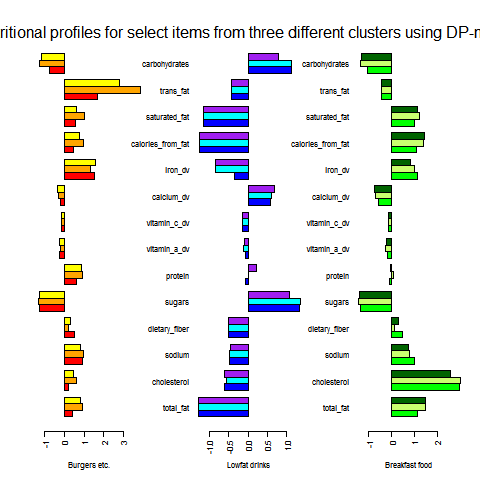 ritional profiles for select items from three different clusters using DP-n
carbohydrates
trans_fat
saturated_fat
calories_from_fat
iron_dv
calcium_dv
vitamin_c_dv
vitamin_a_dv
protein
sugars
dietary_fiber
sodium
cholesterol
total_fat
-1 0 1 2 3
Burgers etc.
carbohydrates
trans_fat
saturated_fat
calories_from_fat
iron_dv
calcium_dv
vitamin_c_dv
vitamin_a_dv
protein
sugars
dietary_fiber
sodium
cholesterol
total_fat
-1.0 -0.5 0.0 0.5 1.0
Lowfat drinks
-1 0 1 2
Breakfast food